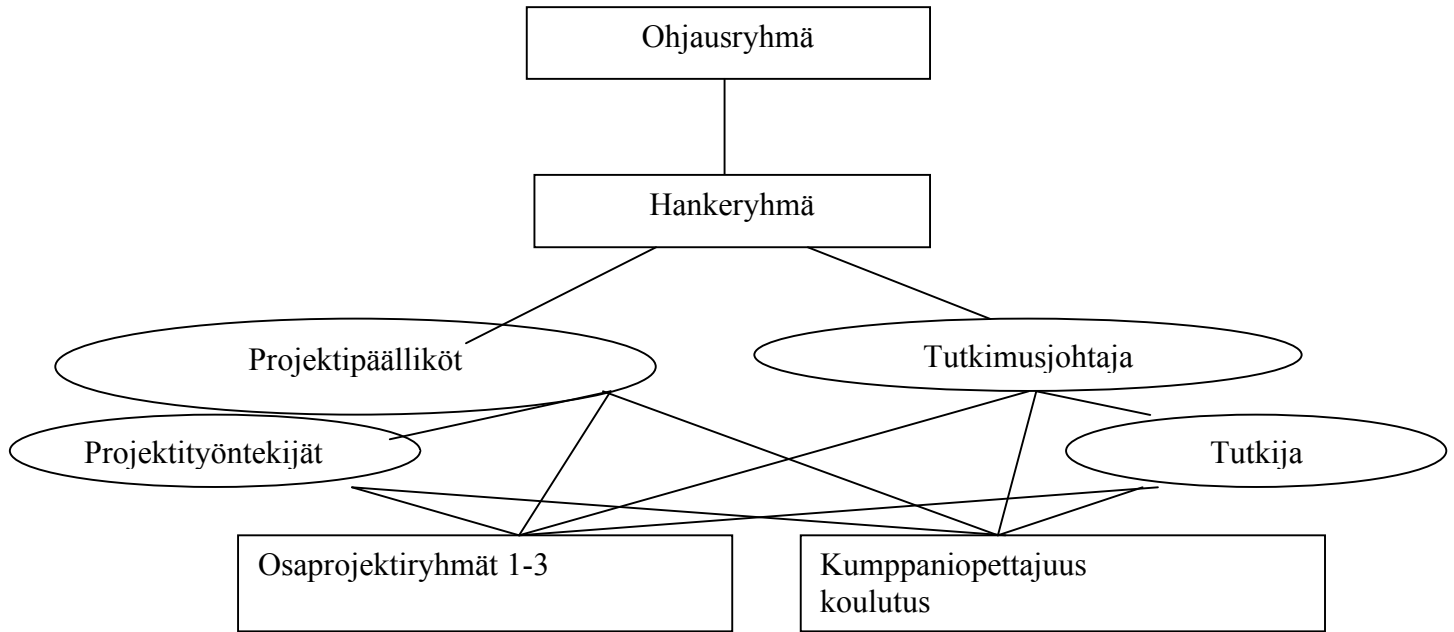 Ohjausryhmä
Hankeryhmä
Projektipäälliköt
Tutkimusjohtaja
Projektityöntekijät
Tutkija
Osaprojektiryhmät 1-3
Kumppaniopettajuus
koulutus